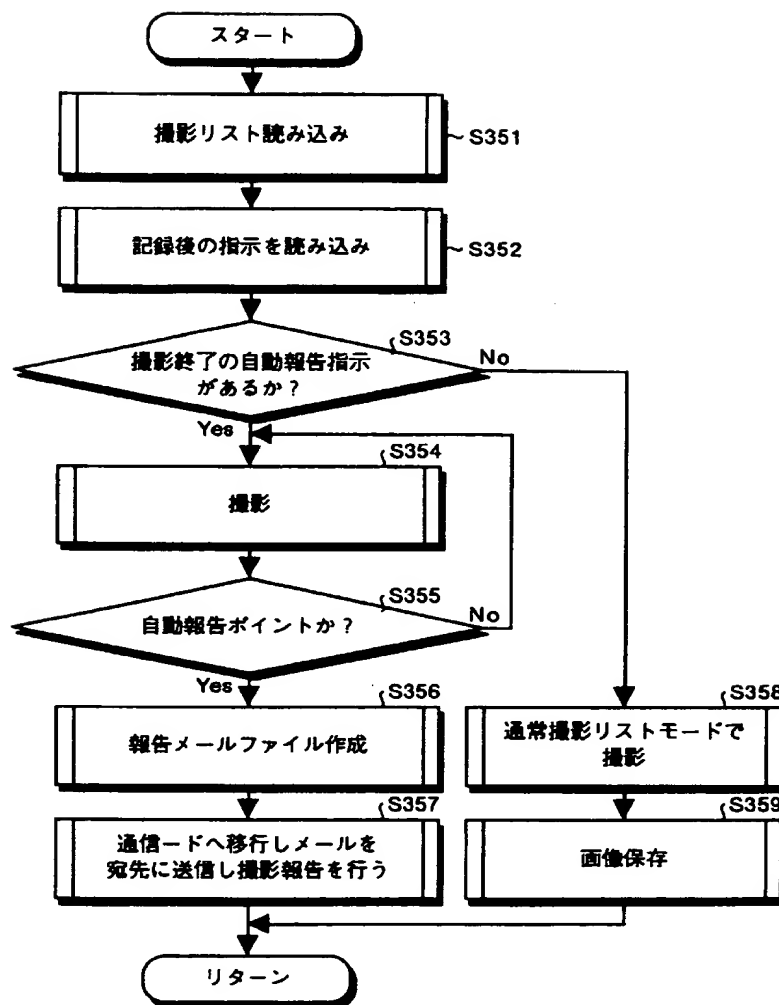 スタート
撮影リスト読み込み
S351
記録後の指示を読み込み
S352
S353
撮影終了の自動報告指示
があるか?
No
Yes
S354
撮影
S355
自動報告ポイントか?
No
Yes
S356
報告メールファイル作成
S358
通常撮影リストモードで
撮影
S357
通信ードへ移行しメールを
宛先に送信し撮影報告を行う
S359
画像保存
リターン